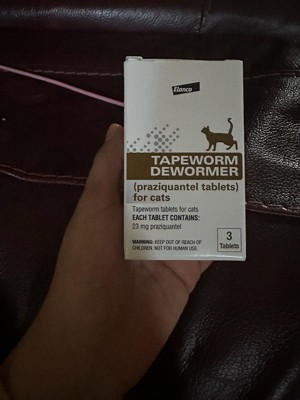 Elanco
TAPEWORM
DEWORMER
(praziquantel tablets)
for cats
Tapeworm tablets for cats
EACH TABLET CONTAINS:
23 mg praziquantel
WARNING: KEEP OUT OF REACH OF
CHILDREN. NOT FOR HUMAN USE.
3
Tablets